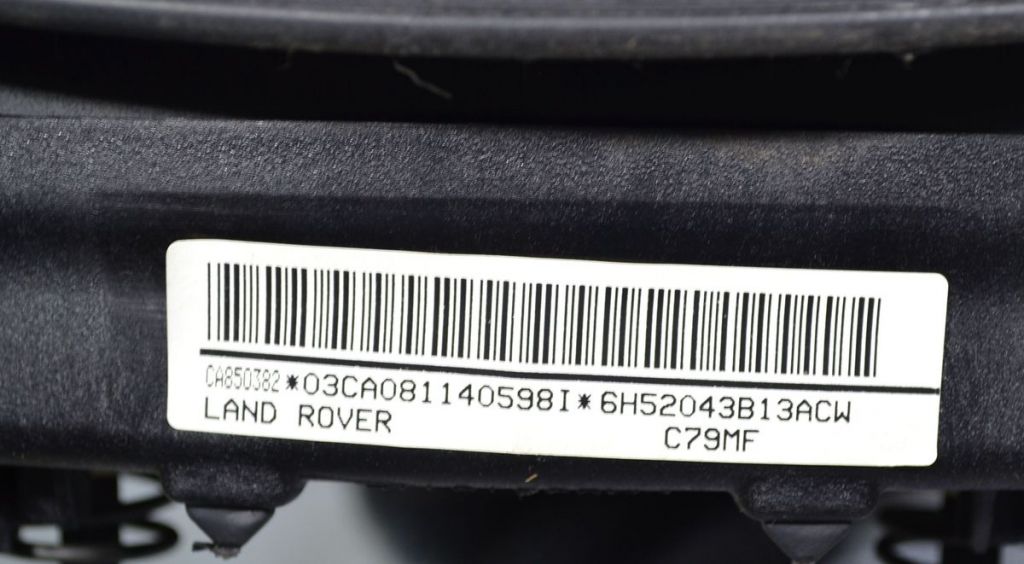 CA850382 *03CA081140598I*6H52043B13ACW
LAND ROVER C79MF